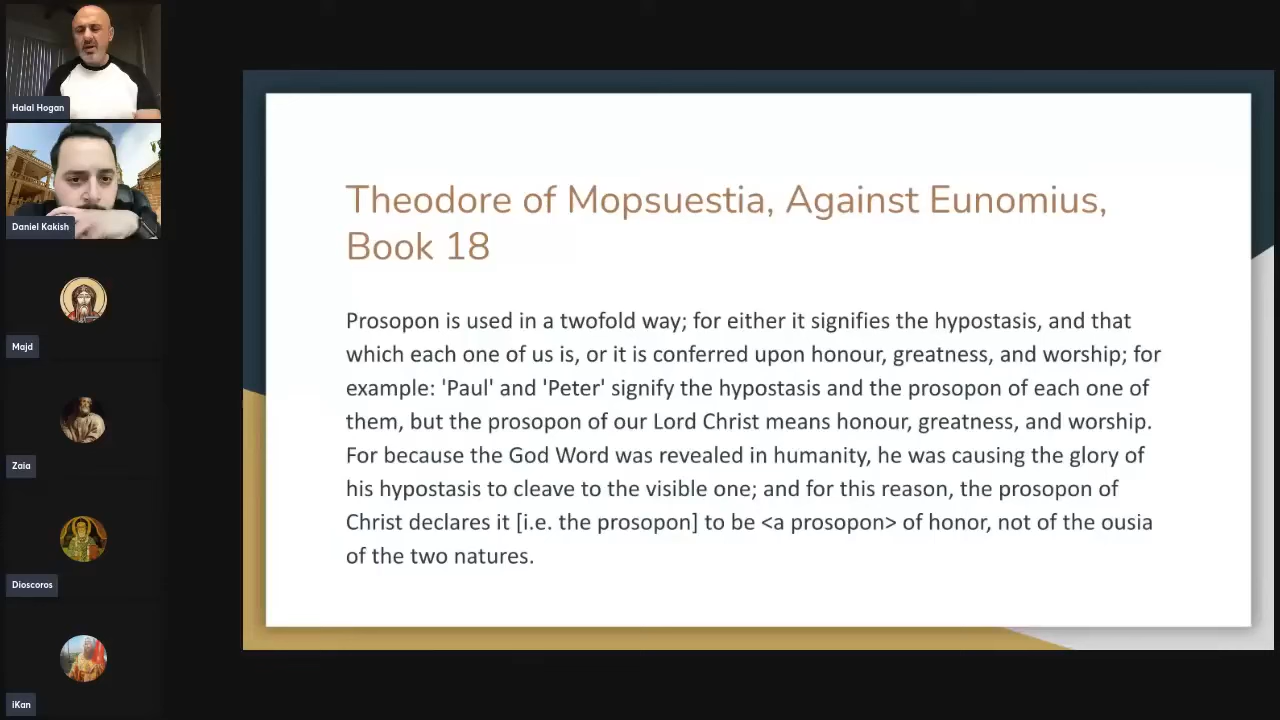 Halal Hogan
Daniel Kakish
Majd
Zaia
Dioscoros
iKan
Theodore of Mopsuestia, Against Eunomius,
Book 18
Prosopon is used in a twofold way; for either it signifies the hypostasis, and that
which each one of us is, or it is conferred upon honour, greatness, and worship; for
example: 'Paul' and 'Peter' signify the hypostasis and the prosopon of each one of
them, but the prosopon of our Lord Christ means honour, greatness, and worship.
For because the God Word was revealed in humanity, he was causing the glory of
his hypostasis to cleave to the visible one; and for this reason, the prosopon of
Christ declares it [i.e. the prosopon] to be <a prosopon> of honor, not of the ousia
of the two natures.